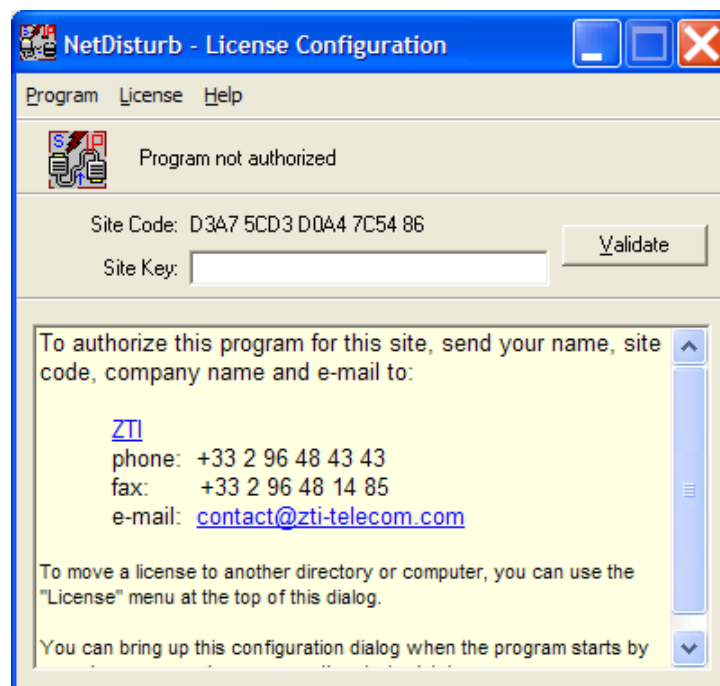 NetDisturb - License Configuration
Program License Help
Program not authorized
Site Code: D3A7 5CD3 D0A4 7C54 86
Validate
Site Key:
To authorize this program for this site, send your name, site
code, company name and e-mail to:
ZTI
phone: +33 2 96 48 43 43
fax: +33 2 96 48 14 85
e-mail: contact@zti-telecom.com
To move a license to another directory or computer, you can use the
"License" menu at the top of this dialog.
You can bring up this configuration dialog when the program starts by